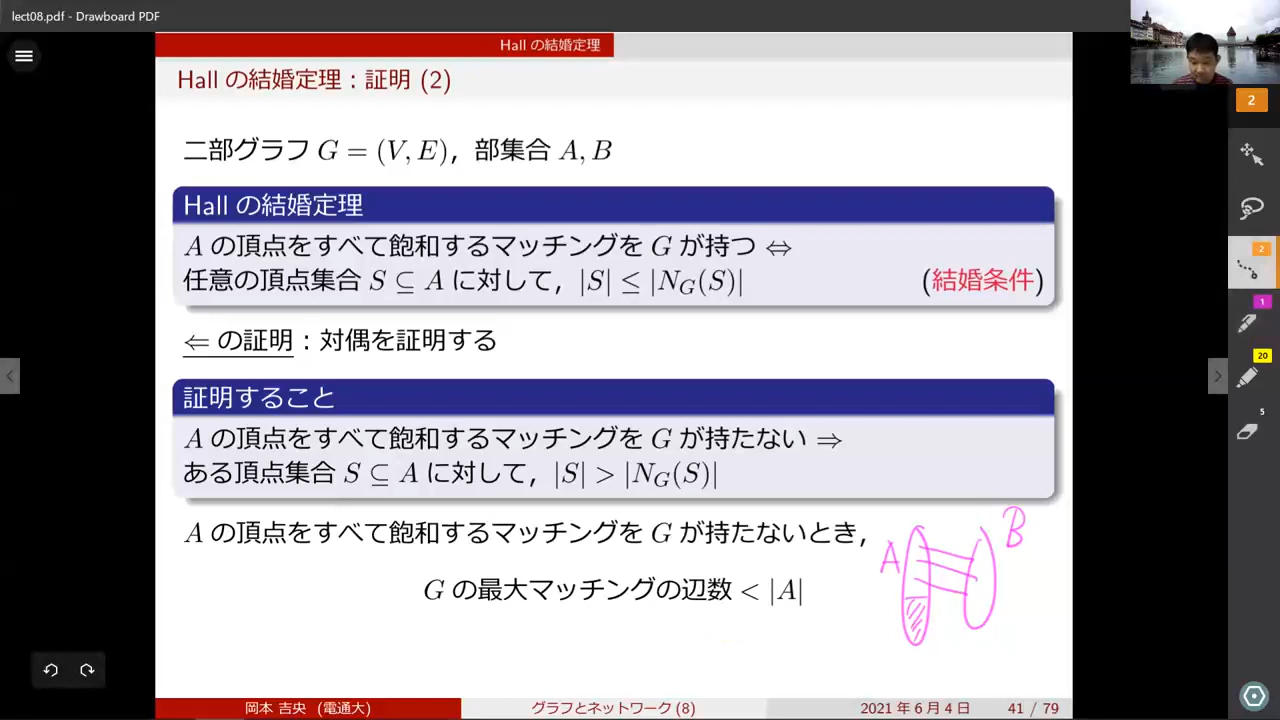 lect08.pdf - Drawboard PDF
Hall の結婚定理
Hall の結婚定理：証明 (2)
二部グラフ G = (V, E)，部集合 A, B
Hall の結婚定理
A の頂点をすべて飽和するマッチングを G が持つ ⇔
任意の頂点集合 S ⊆ A に対して，|S| ≤ |N_G(S)| (結婚条件)
⇐ の証明：対偶を証明する
証明すること
A の頂点をすべて飽和するマッチングを G が持たない ⇒
ある頂点集合 S ⊆ A に対して，|S| > |N_G(S)|
A の頂点をすべて飽和するマッチングを G が持たないとき，
G の最大マッチングの辺数 < |A|
A
B
岡本 吉央 (電通大)
グラフとネットワーク (8)
2021 年 6 月 4 日
41 / 79
2
2
1
20
5